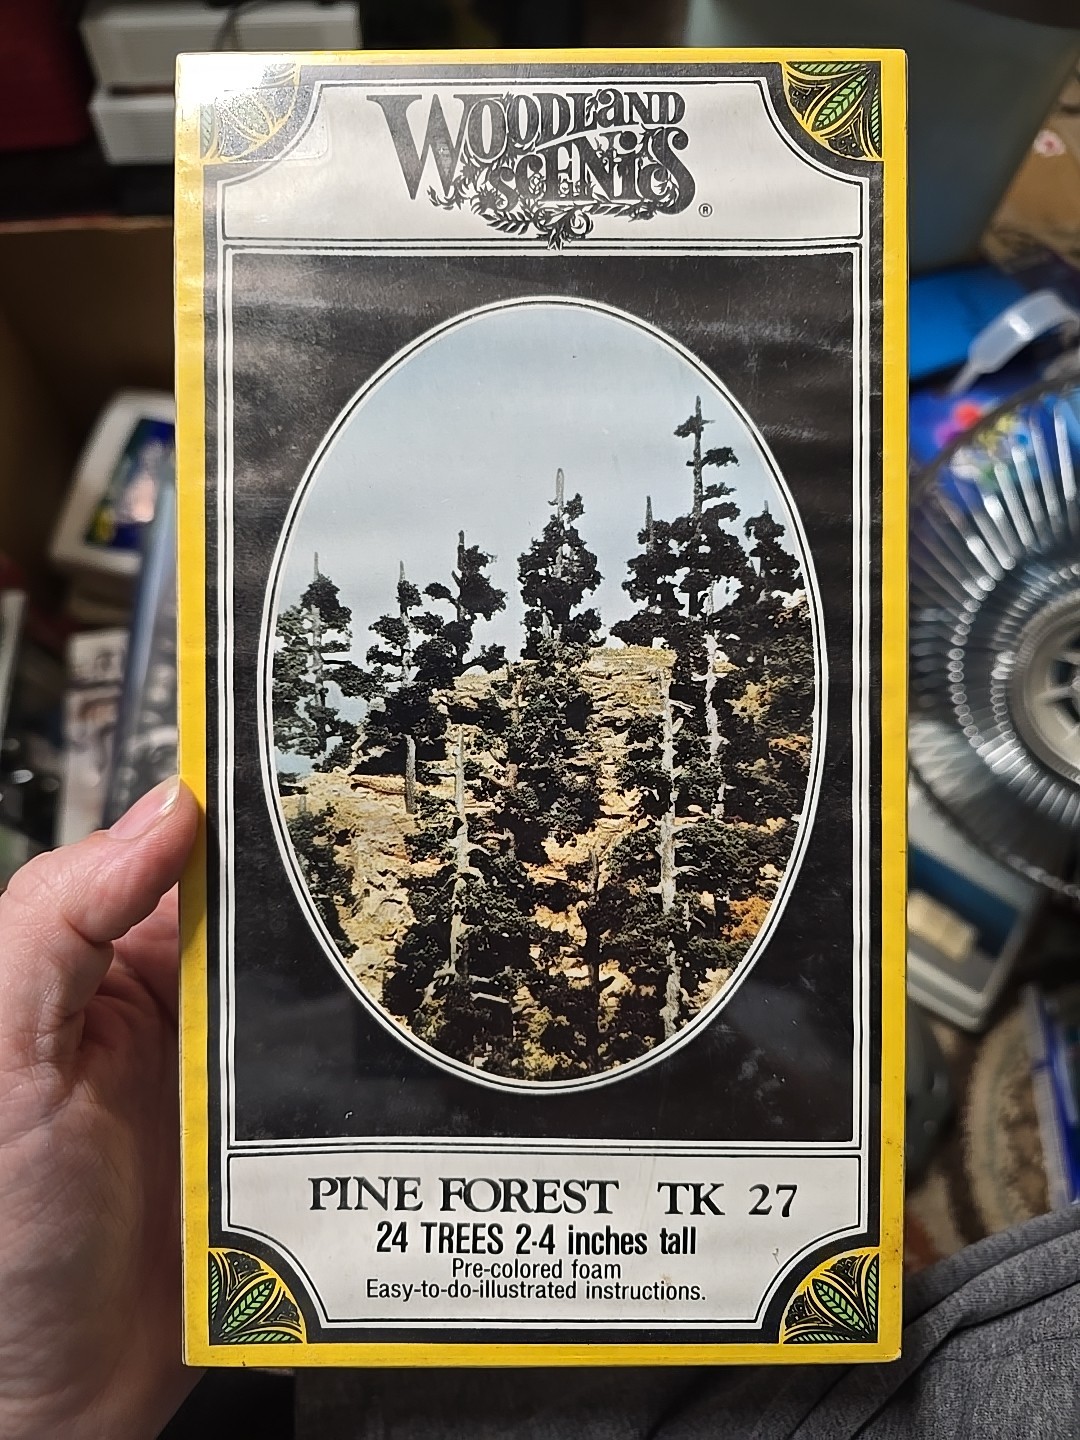 WOODLAND
SCENICS
®
PINE FOREST TK 27
24 TREES 2-4 inches tall
Pre-colored foam
Easy-to-do-illustrated instructions.